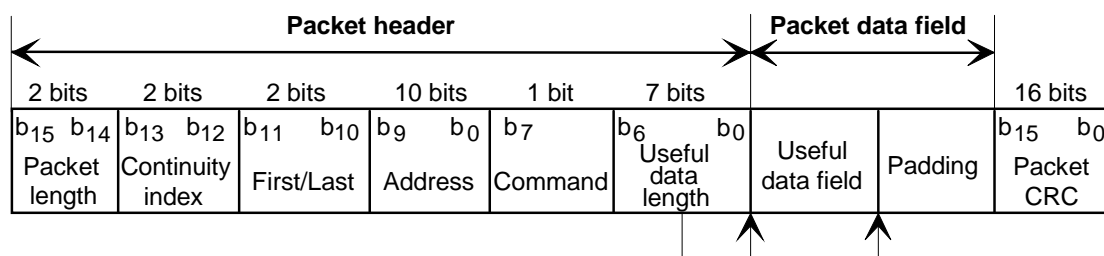 Packet header Packet data field
2 bits 2 bits 2 bits 10 bits 1 bit 7 bits 16 bits
b15 b14 b13 b12 b11 b10 b9 b0 b7 b6 b0 b15 b0
Packet length
Continuity index
First/Last
Address
Command
Useful data length
Useful data field
Padding
Packet CRC